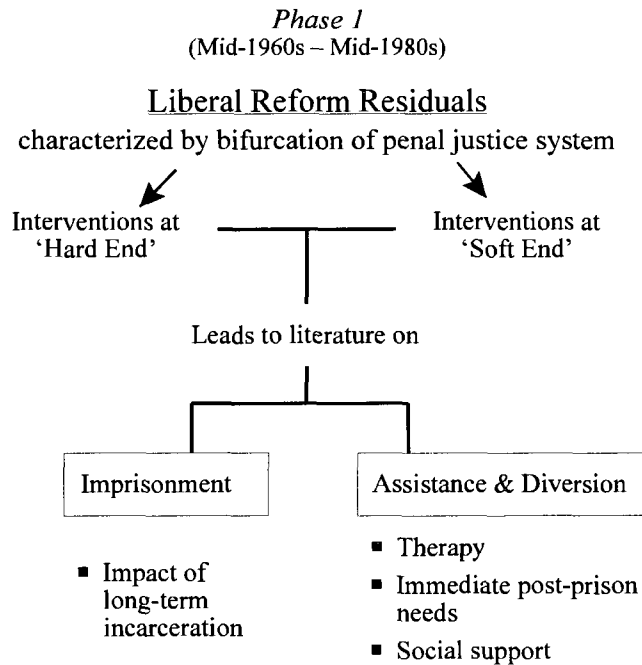 Phase 1
(Mid-1960s – Mid-1980s)
Liberal Reform Residuals
characterized by bifurcation of penal justice system
Interventions at
‘Hard End’
Interventions at
‘Soft End’
Leads to literature on
Imprisonment
▪ Impact of
long-term
incarceration
Assistance & Diversion
▪ Therapy
▪ Immediate post-prison
needs
▪ Social support